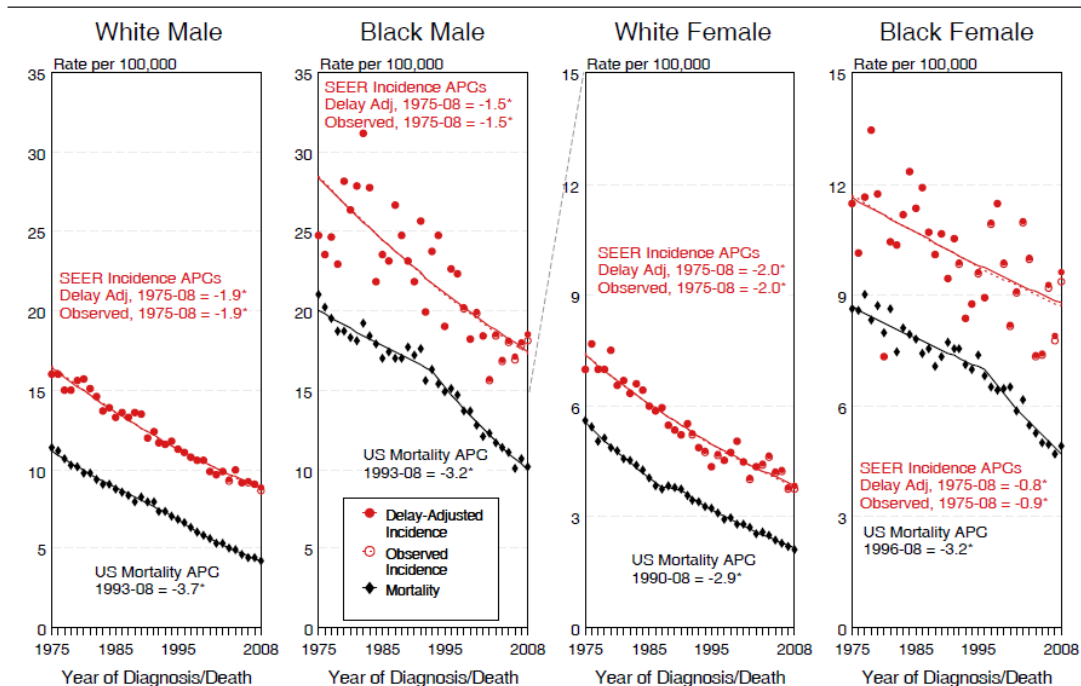 White Male
Rate per 100,000
35
30
25
20
15
10
5
0
SEER Incidence APCs
Delay Adj, 1975-08 = -1.9*
Observed, 1975-08 = -1.9*
US Mortality APC
1993-08 = -3.7*
1975
1985
1995
2008
Year of Diagnosis/Death
Black Male
Rate per 100,000
35
30
25
20
15
10
5
0
SEER Incidence APCs
Delay Adj, 1975-08 = -1.5*
Observed, 1975-08 = -1.5*
US Mortality APC
1993-08 = -3.2*
Delay-Adjusted
Incidence
Observed
Incidence
Mortality
1975
1985
1995
2008
Year of Diagnosis/Death
White Female
Rate per 100,000
15
12
9
6
3
0
SEER Incidence APCs
Delay Adj, 1975-08 = -2.0*
Observed, 1975-08 = -2.0*
US Mortality APC
1990-08 = -2.9*
1975
1985
1995
2008
Year of Diagnosis/Death
Black Female
Rate per 100,000
15
12
9
6
3
0
SEER Incidence APCs
Delay Adj, 1975-08 = -0.8*
Observed, 1975-08 = -0.9*
US Mortality APC
1996-08 = -3.2*
1975
1985
1995
2008
Year of Diagnosis/Death